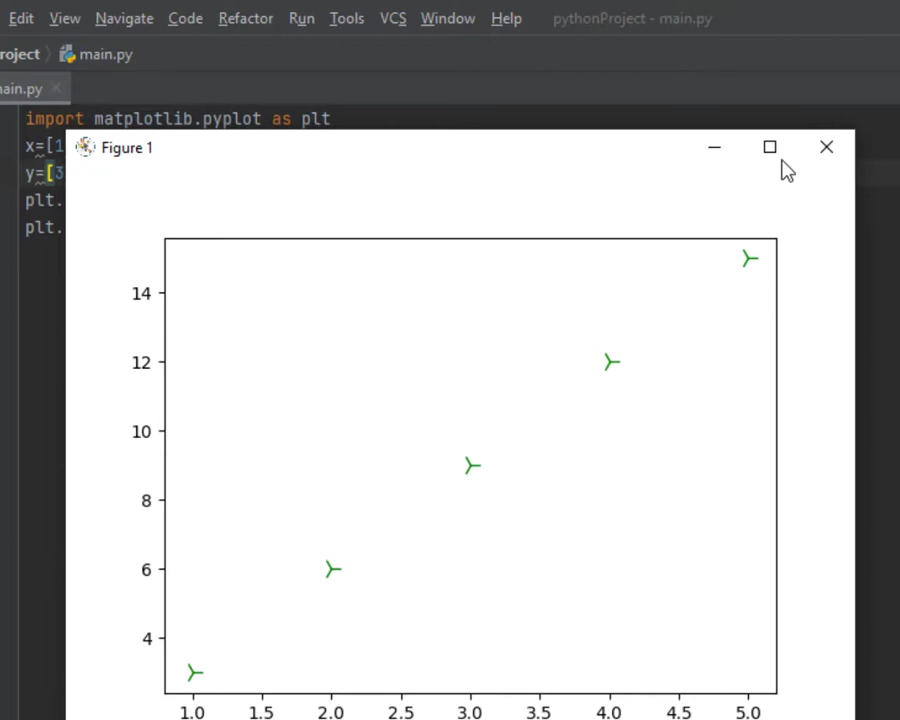 Edit View Navigate Code Refactor Run Tools VCS Window Help pythonProject - main.py
roject main.py
ain.py
import matplotlib.pyplot as plt
x=[1
Figure 1
y=[3
plt.
plt.
14
12
10
8
6
4
1.0 1.5 2.0 2.5 3.0 3.5 4.0 4.5 5.0